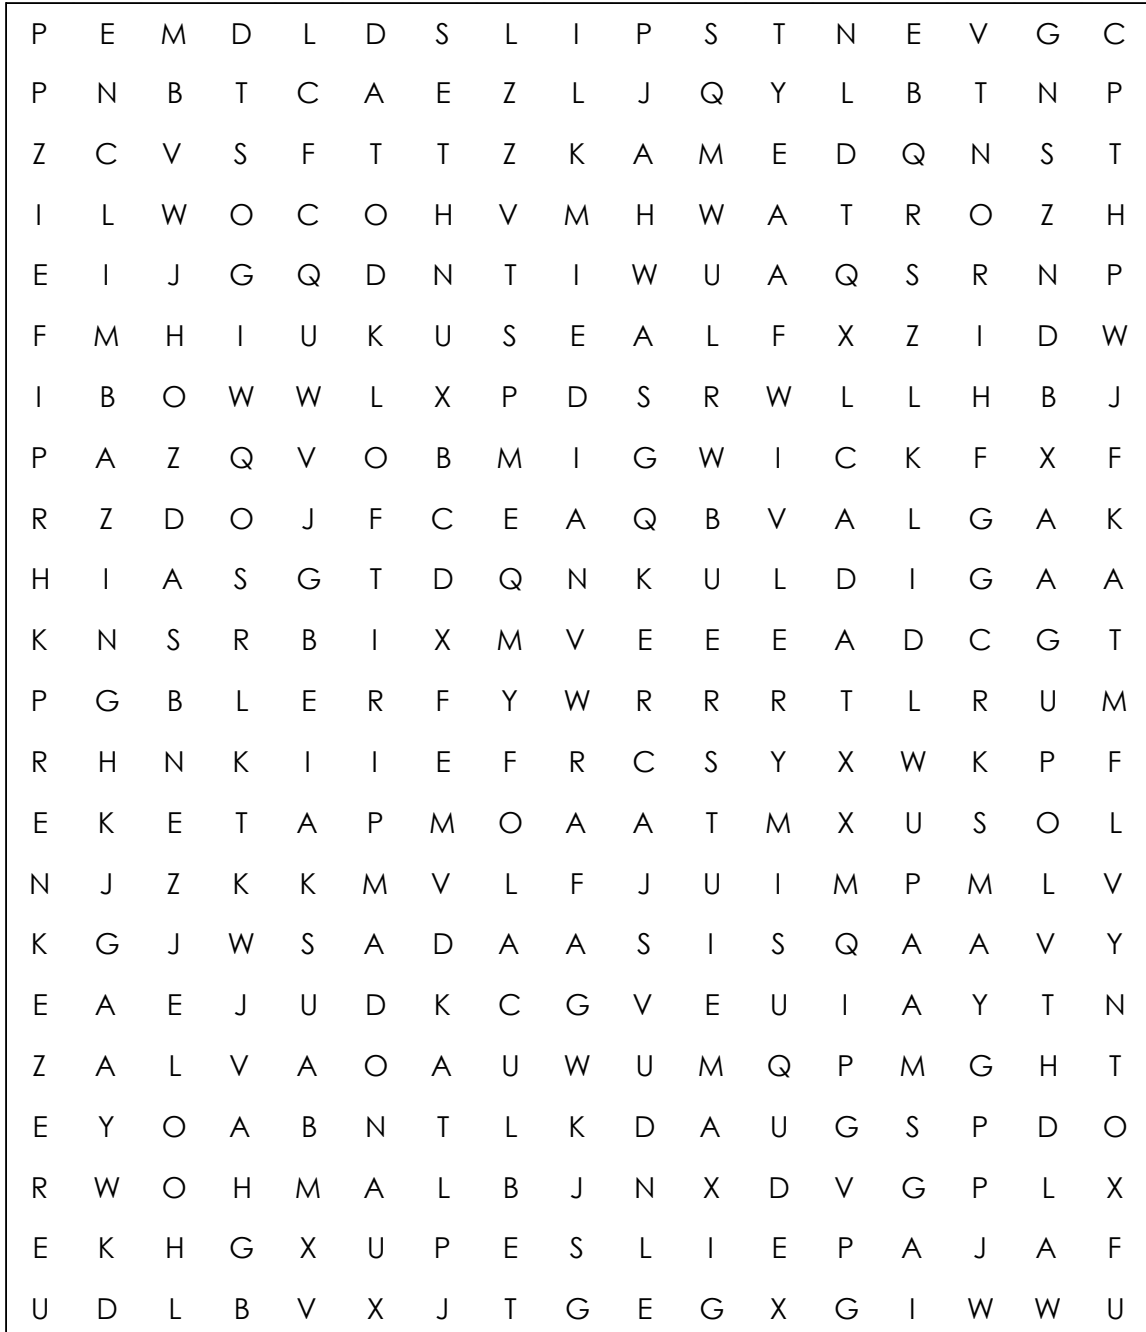 P E M D L D S L I P S T N E V G C
P N B T C A E Z L J Q Y L B T N P
Z C V S F T T Z K A M E D Q N S T
I L W O C O H V M H W A T R O Z H
E I J G Q D N T I W U A Q S R N P
F M H I U K U S E A L F X Z I D W
I B O W W L X P D S R W L L H B J
P A Z Q V O B M I G W I C K F X F
R Z D O J F C E A Q B V A L G A K
H I A S G T D Q N K U L D I G A A
K N S R B I X M V E E E A D C G T
P G B L E R F Y W R R R T L R U M
R H N K I I E F R C S Y X W K P F
E K E T A P M O A A T M X U S O L
N J Z K K M V L F J U I M P M L V
K G J W S A D A A S I S Q A A V Y
E A E J U D K C G V E U I A Y T N
Z A L V A O A U W U M Q P M G H T
E Y O A B N T L K D A U G S P D O
R W O H M A L B J N X D V G P L X
E K H G X U P E S L I E P A J A F
U D L B V X J T G E G X G I W W U